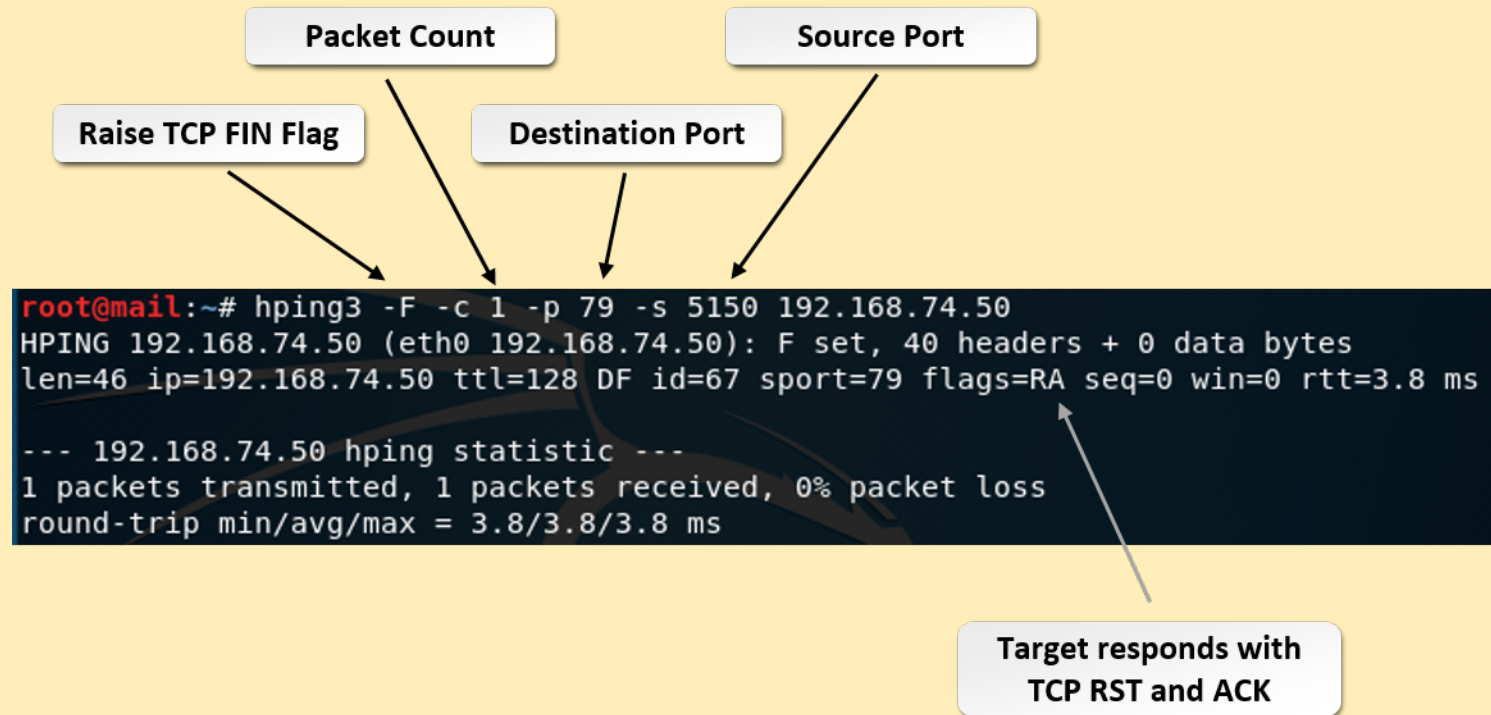 Packet Count
Source Port
Raise TCP FIN Flag
Destination Port
root@mail:~# hping3 -F -c 1 -p 79 -s 5150 192.168.74.50
HPING 192.168.74.50 (eth0 192.168.74.50): F set, 40 headers + 0 data bytes
len=46 ip=192.168.74.50 ttl=128 DF id=67 sport=79 flags=RA seq=0 win=0 rtt=3.8 ms
--- 192.168.74.50 hping statistic ---
1 packets transmitted, 1 packets received, 0% packet loss
round-trip min/avg/max = 3.8/3.8/3.8 ms
Target responds with
TCP RST and ACK